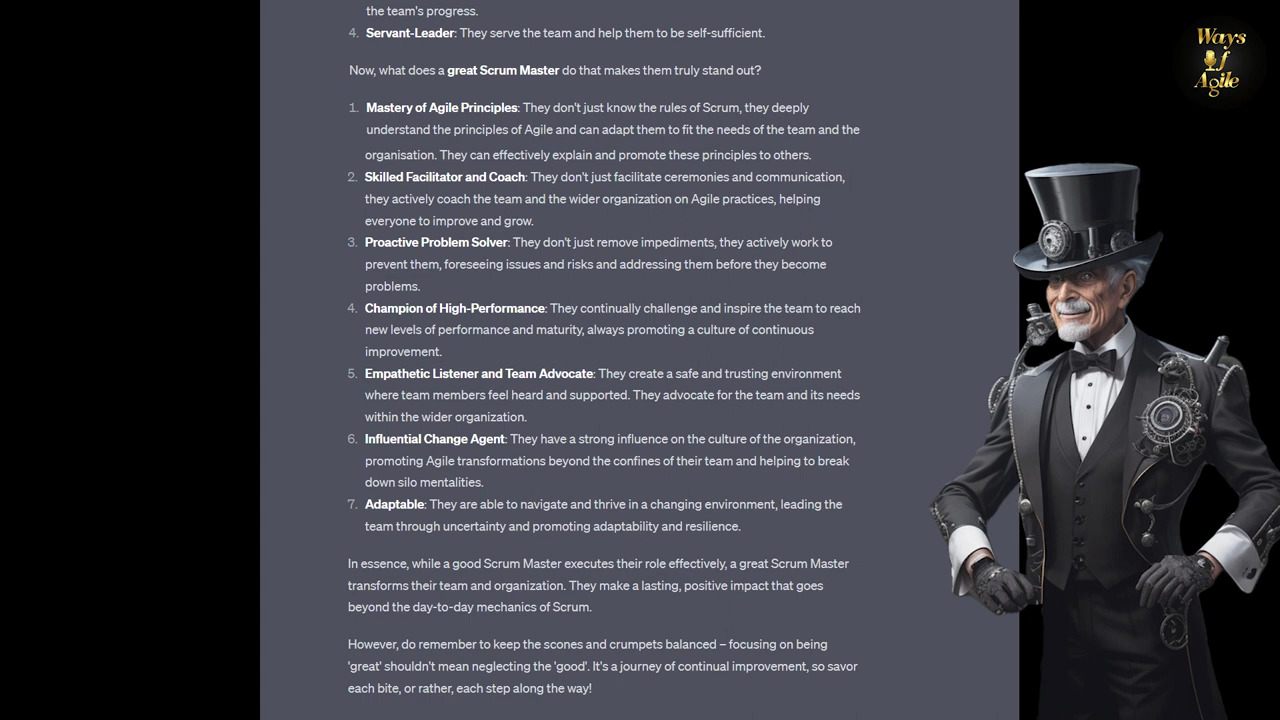 the team's progress.
4. Servant-Leader: They serve the team and help them to be self-sufficient.
Now, what does a great Scrum Master do that makes them truly stand out?
1. Mastery of Agile Principles: They don't just know the rules of Scrum, they deeply
understand the principles of Agile and can adapt them to fit the needs of the team and the
organisation. They can effectively explain and promote these principles to others.
2. Skilled Facilitator and Coach: They don't just facilitate ceremonies and communication,
they actively coach the team and the wider organization on Agile practices, helping
everyone to improve and grow.
3. Proactive Problem Solver: They don't just remove impediments, they actively work to
prevent them, foreseeing issues and risks and addressing them before they become
problems.
4. Champion of High-Performance: They continually challenge and inspire the team to reach
new levels of performance and maturity, always promoting a culture of continuous
improvement.
5. Empathetic Listener and Team Advocate: They create a safe and trusting environment
where team members feel heard and supported. They advocate for the team and its needs
within the wider organization.
6. Influential Change Agent: They have a strong influence on the culture of the organization,
promoting Agile transformations beyond the confines of their team and helping to break
down silo mentalities.
7. Adaptable: They are able to navigate and thrive in a changing environment, leading the
team through uncertainty and promoting adaptability and resilience.
In essence, while a good Scrum Master executes their role effectively, a great Scrum Master
transforms their team and organization. They make a lasting, positive impact that goes
beyond the day-to-day mechanics of Scrum.
However, do remember to keep the scones and crumpets balanced – focusing on being
'great' shouldn't mean neglecting the 'good'. It's a journey of continual improvement, so savor
each bite, or rather, each step along the way!
Ways
Of
Agile